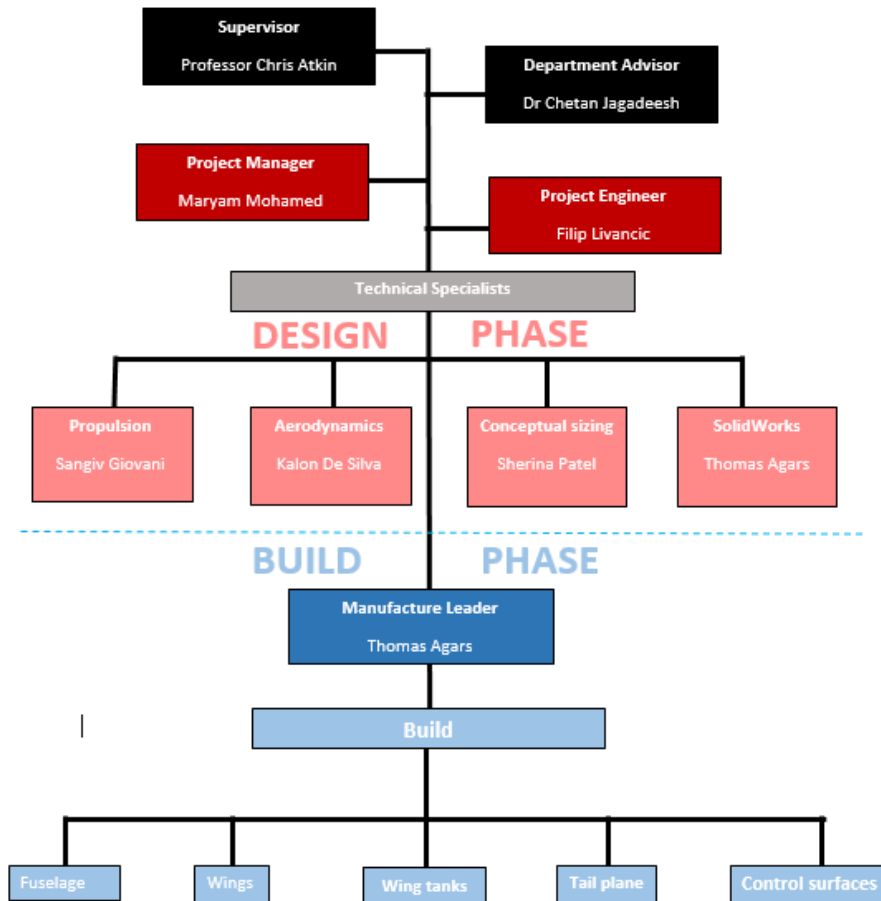 Supervisor
Professor Chris Atkin
Department Advisor
Dr Chetan Jagadeesh
Project Manager
Maryam Mohamed
Project Engineer
Filip Livancic
Technical Specialists
DESIGN PHASE
Propulsion
Sangiv Giovani
Aerodynamics
Kalon De Silva
Conceptual sizing
Sherina Patel
SolidWorks
Thomas Agars
BUILD PHASE
Manufacture Leader
Thomas Agars
Build
Fuselage
Wings
Wing tanks
Tail plane
Control surfaces